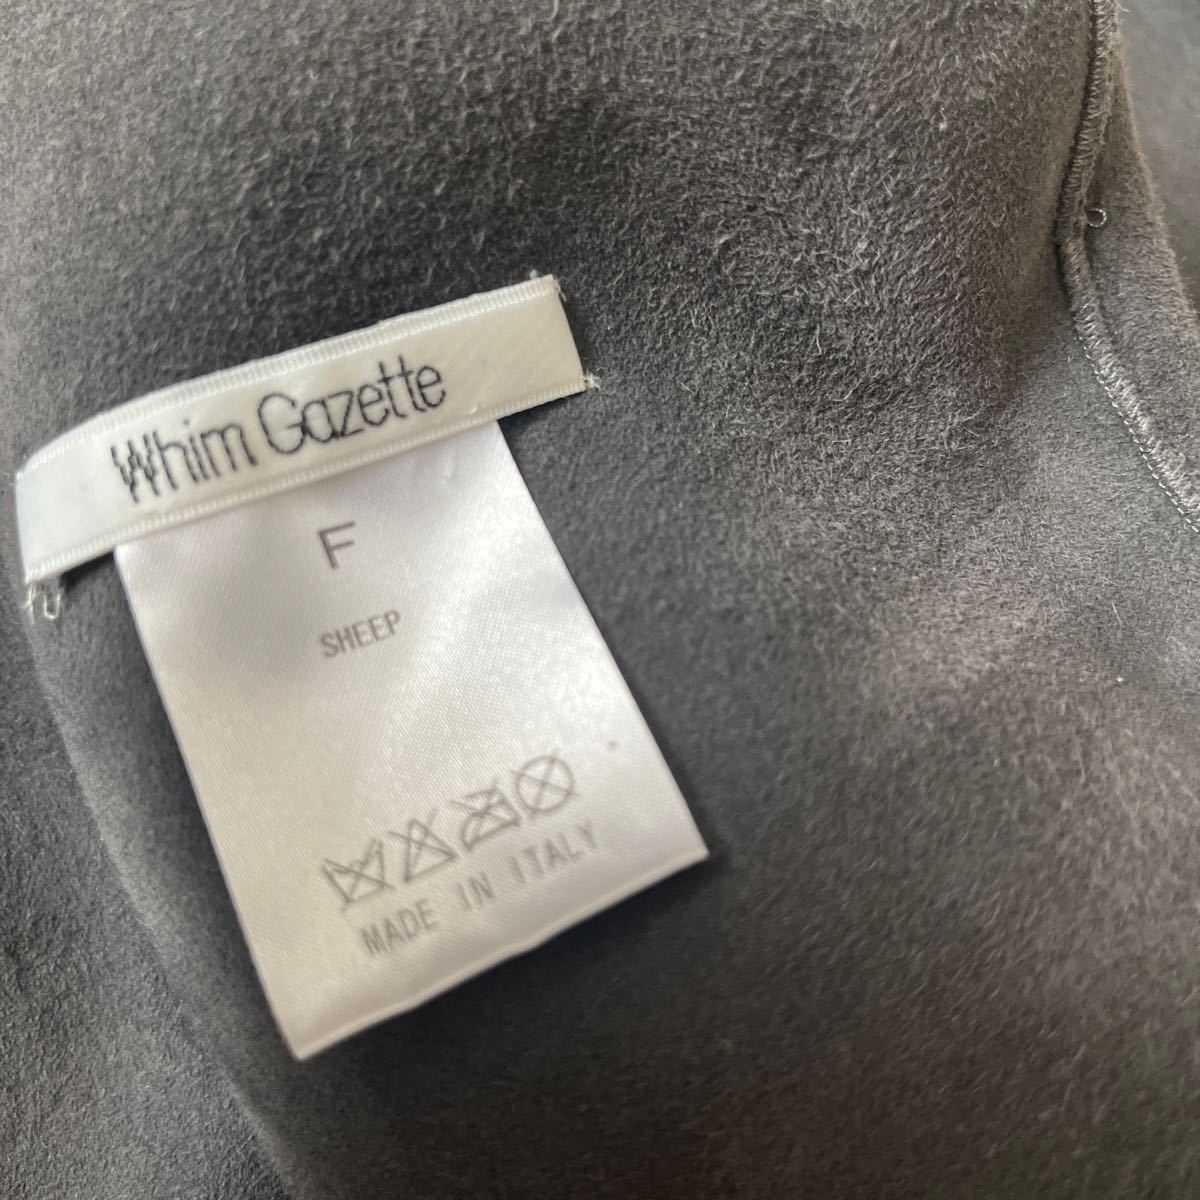 Whim Gazette
F
SHEEP
MADE IN ITALY